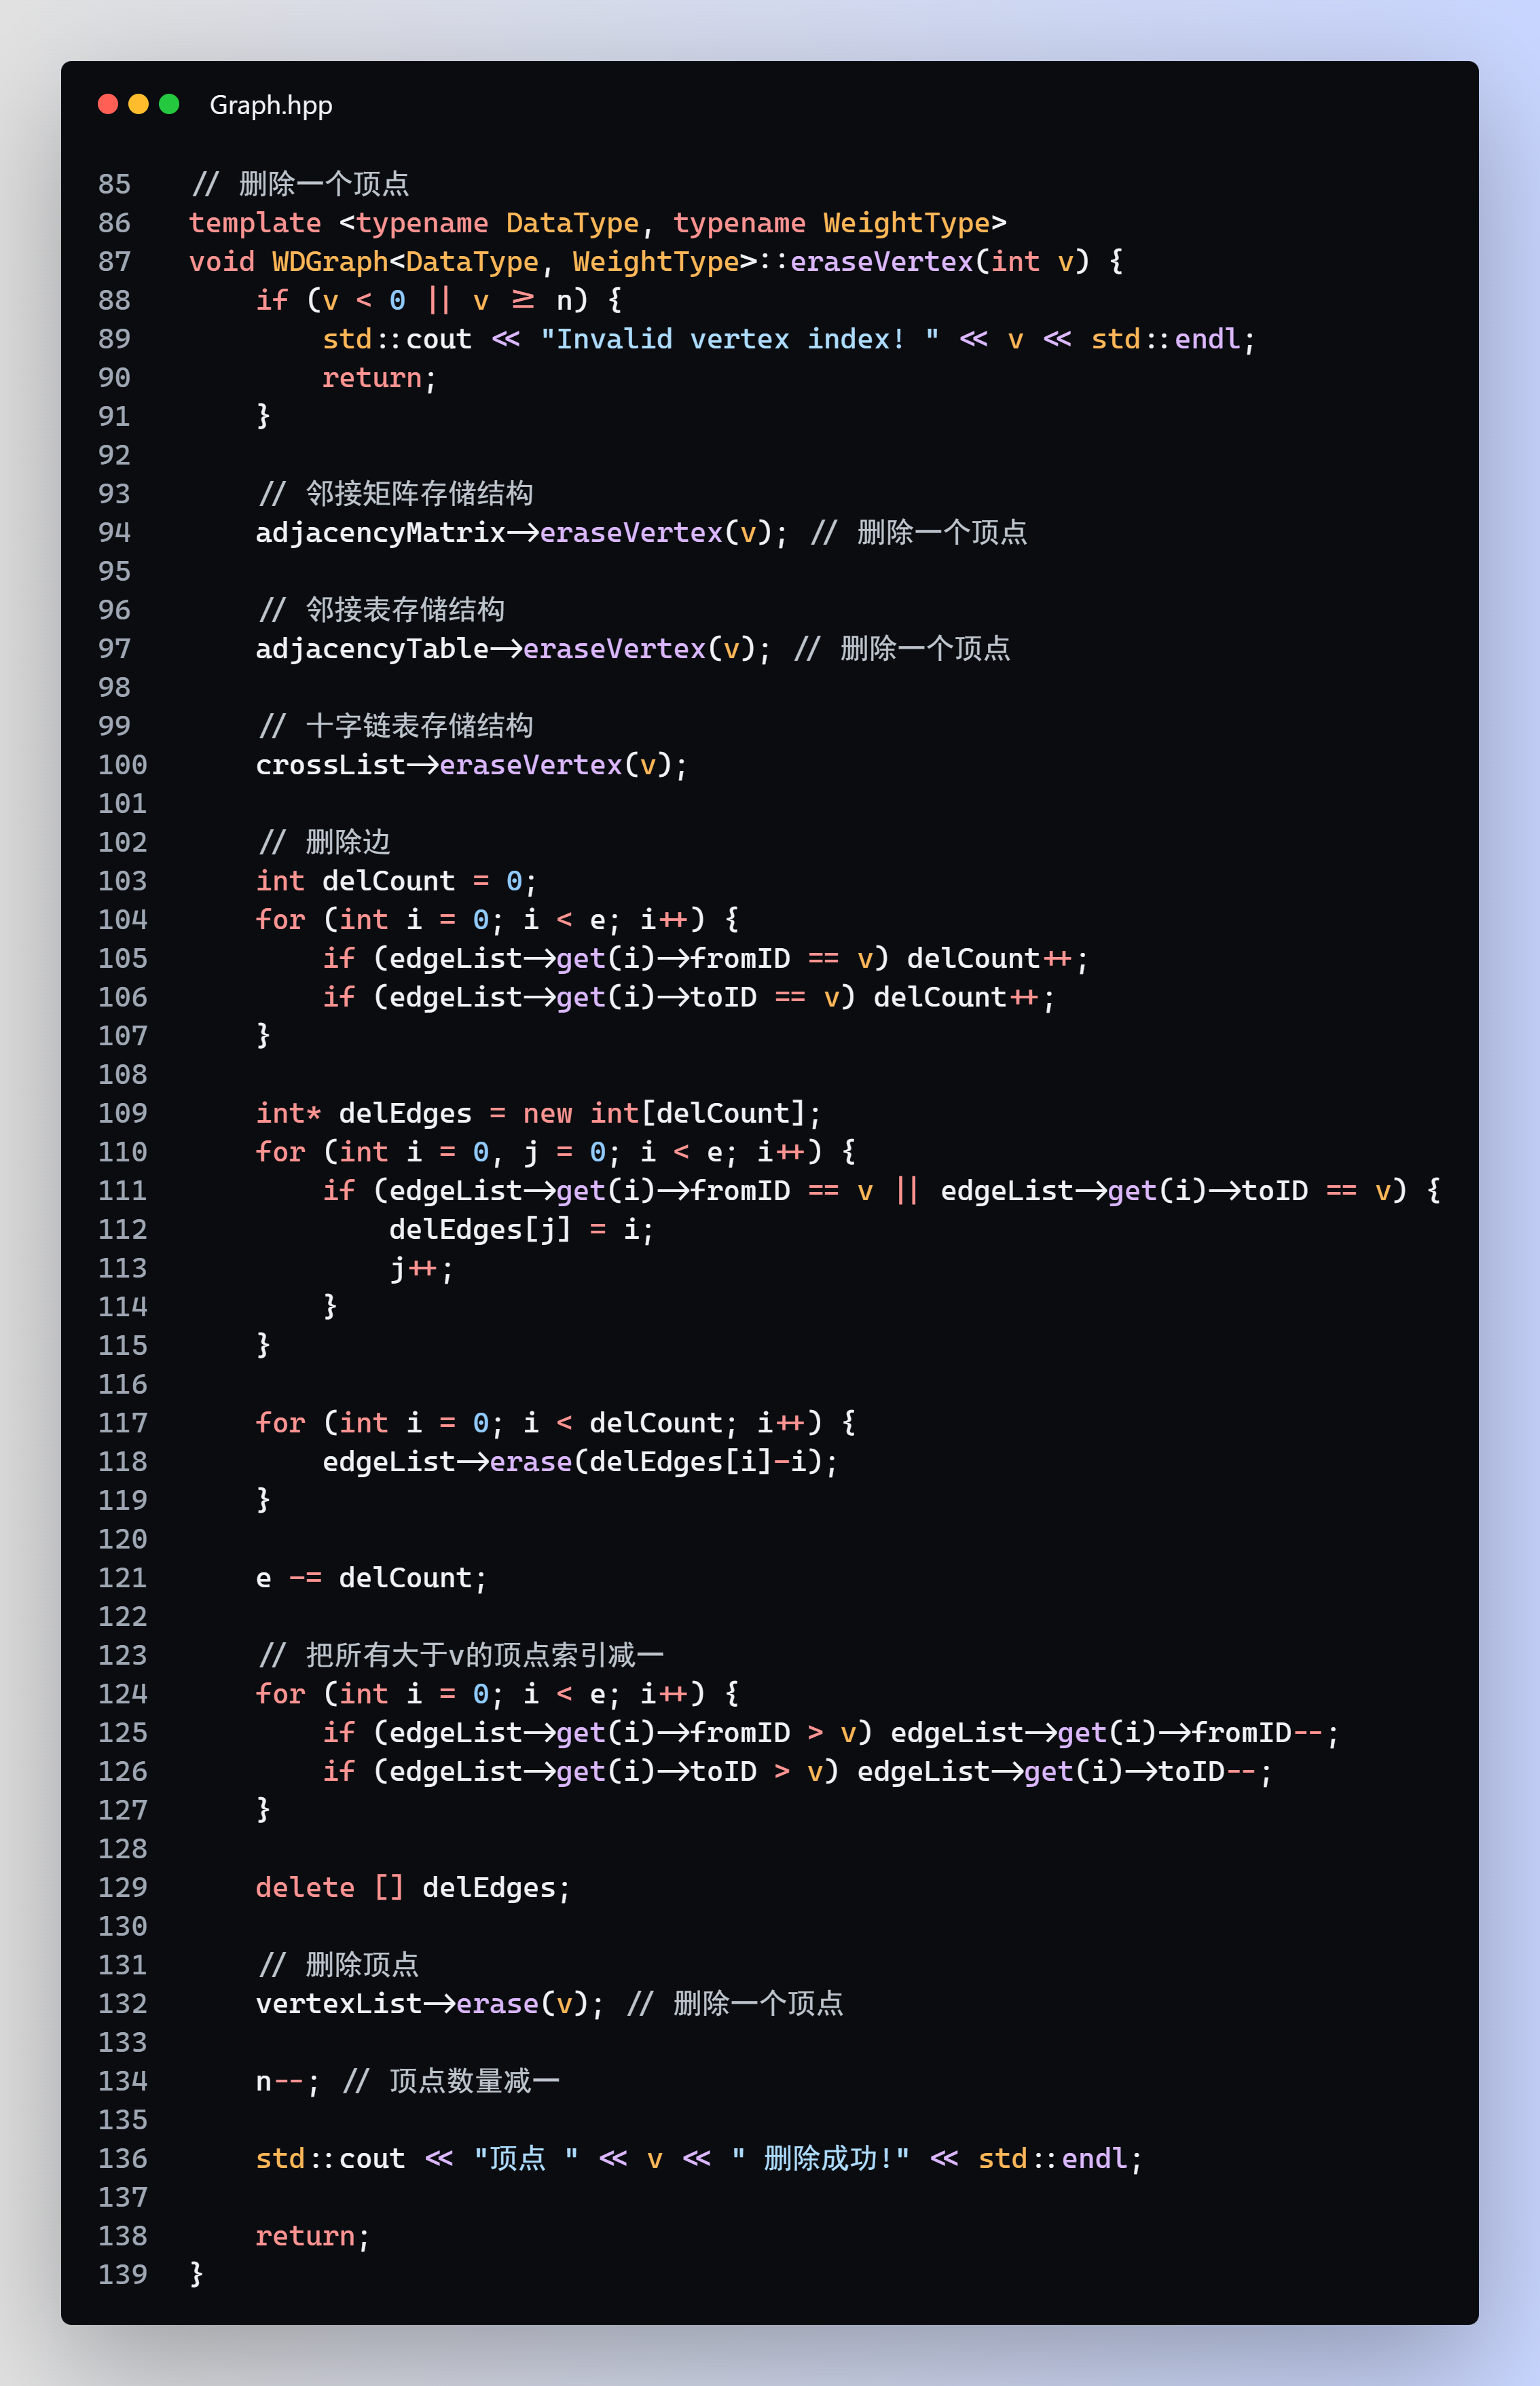 Graph.hpp
85 // 删除一个顶点
86 template <typename DataType, typename WeightType>
87 void WDGraph<DataType, WeightType>::eraseVertex(int v) {
88     if (v < 0 || v >= n) {
89         std::cout << "Invalid vertex index! " << v << std::endl;
90         return;
91     }
92
93     // 邻接矩阵存储结构
94     adjacencyMatrix->eraseVertex(v); // 删除一个顶点
95
96     // 邻接表存储结构
97     adjacencyTable->eraseVertex(v); // 删除一个顶点
98
99     // 十字链表存储结构
100     crossList->eraseVertex(v);
101
102     // 删除边
103     int delCount = 0;
104     for (int i = 0; i < e; i++) {
105         if (edgeList->get(i)->fromID == v) delCount++;
106         if (edgeList->get(i)->toID == v) delCount++;
107     }
108
109     int* delEdges = new int[delCount];
110     for (int i = 0, j = 0; i < e; i++) {
111         if (edgeList->get(i)->fromID == v || edgeList->get(i)->toID == v) {
112             delEdges[j] = i;
113             j++;
114         }
115     }
116
117     for (int i = 0; i < delCount; i++) {
118         edgeList->erase(delEdges[i]-i);
119     }
120
121     e -= delCount;
122
123     // 把所有大于v的顶点索引减一
124     for (int i = 0; i < e; i++) {
125         if (edgeList->get(i)->fromID > v) edgeList->get(i)->fromID--;
126         if (edgeList->get(i)->toID > v) edgeList->get(i)->toID--;
127     }
128
129     delete [] delEdges;
130
131     // 删除顶点
132     vertexList->erase(v); // 删除一个顶点
133
134     n--; // 顶点数量减一
135
136     std::cout << "顶点 " << v << " 删除成功!" << std::endl;
137
138     return;
139 }